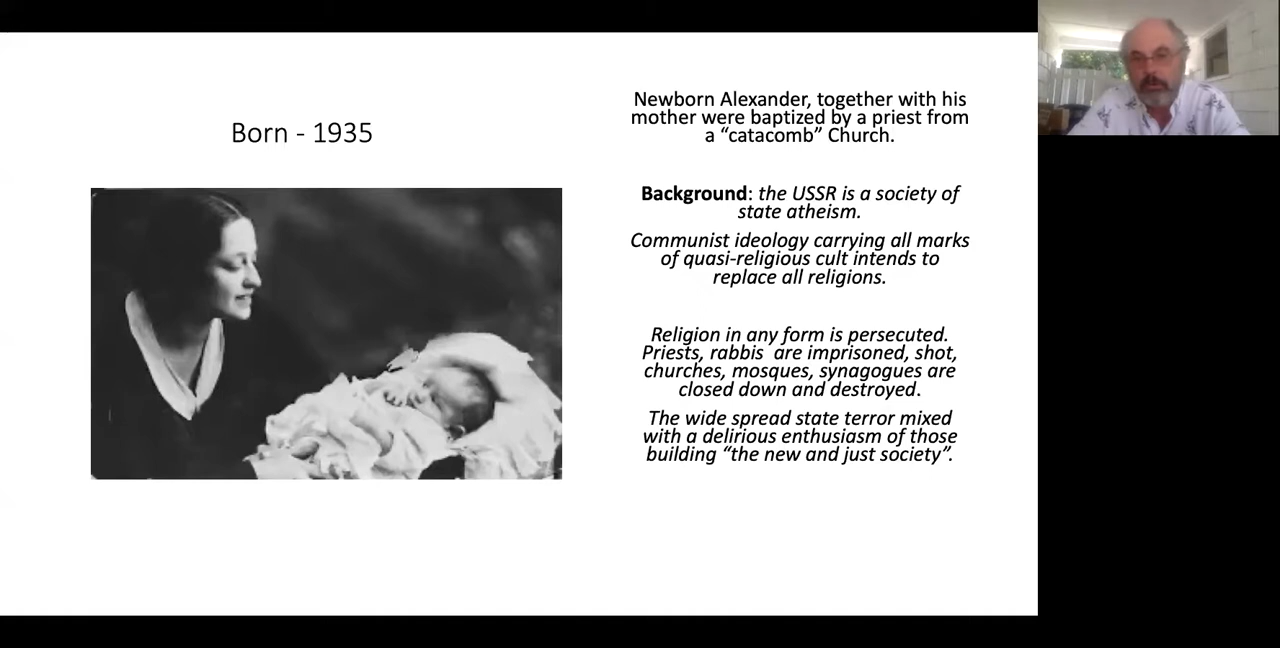 Born - 1935
Newborn Alexander, together with his
mother were baptized by a priest from
a “catacomb” Church.
Background: the USSR is a society of
state atheism.
Communist ideology carrying all marks
of quasi-religious cult intends to
replace all religions.
Religion in any form is persecuted.
Priests, rabbis  are imprisoned, shot,
churches, mosques, synagogues are
closed down and destroyed.
The wide spread state terror mixed
with a delirious enthusiasm of those
building “the new and just society”.